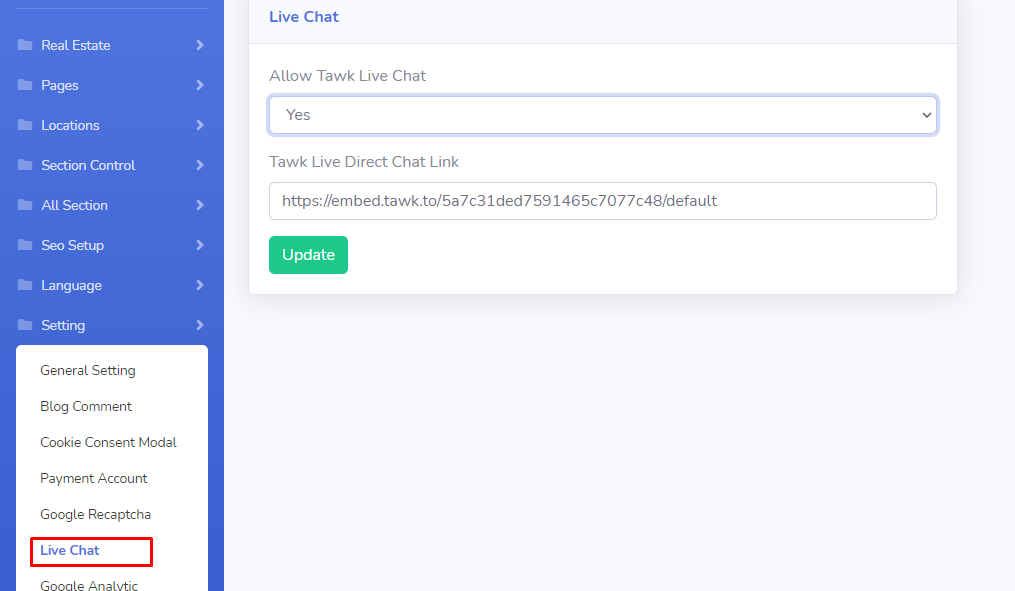 Real Estate
Pages
Locations
Section Control
All Section
Seo Setup
Language
Setting
General Setting
Blog Comment
Cookie Consent Modal
Payment Account
Google Recaptcha
Live Chat
Google Analytic
Live Chat
Allow Tawk Live Chat
Yes
Tawk Live Direct Chat Link
https://embed.tawk.to/5a7c31ded7591465c7077c48/default
Update